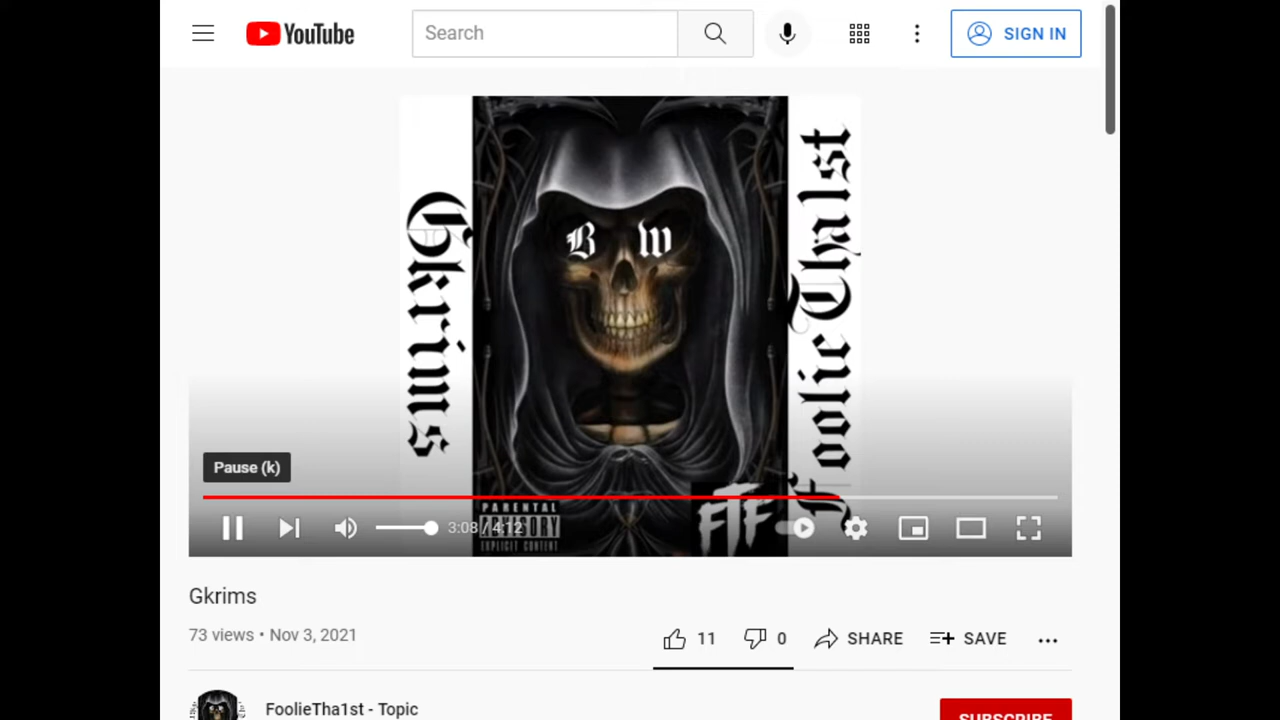 YouTube
Search
SIGN IN
Gkrims
B W
FoolieTha1st
Pause (k)
PARENTAL
ADVISORY
EXPLICIT CONTENT
FTF
3:08 / 4:12
Gkrims
73 views • Nov 3, 2021
11
0
SHARE
SAVE
FoolieTha1st - Topic
SUBSCRIBE